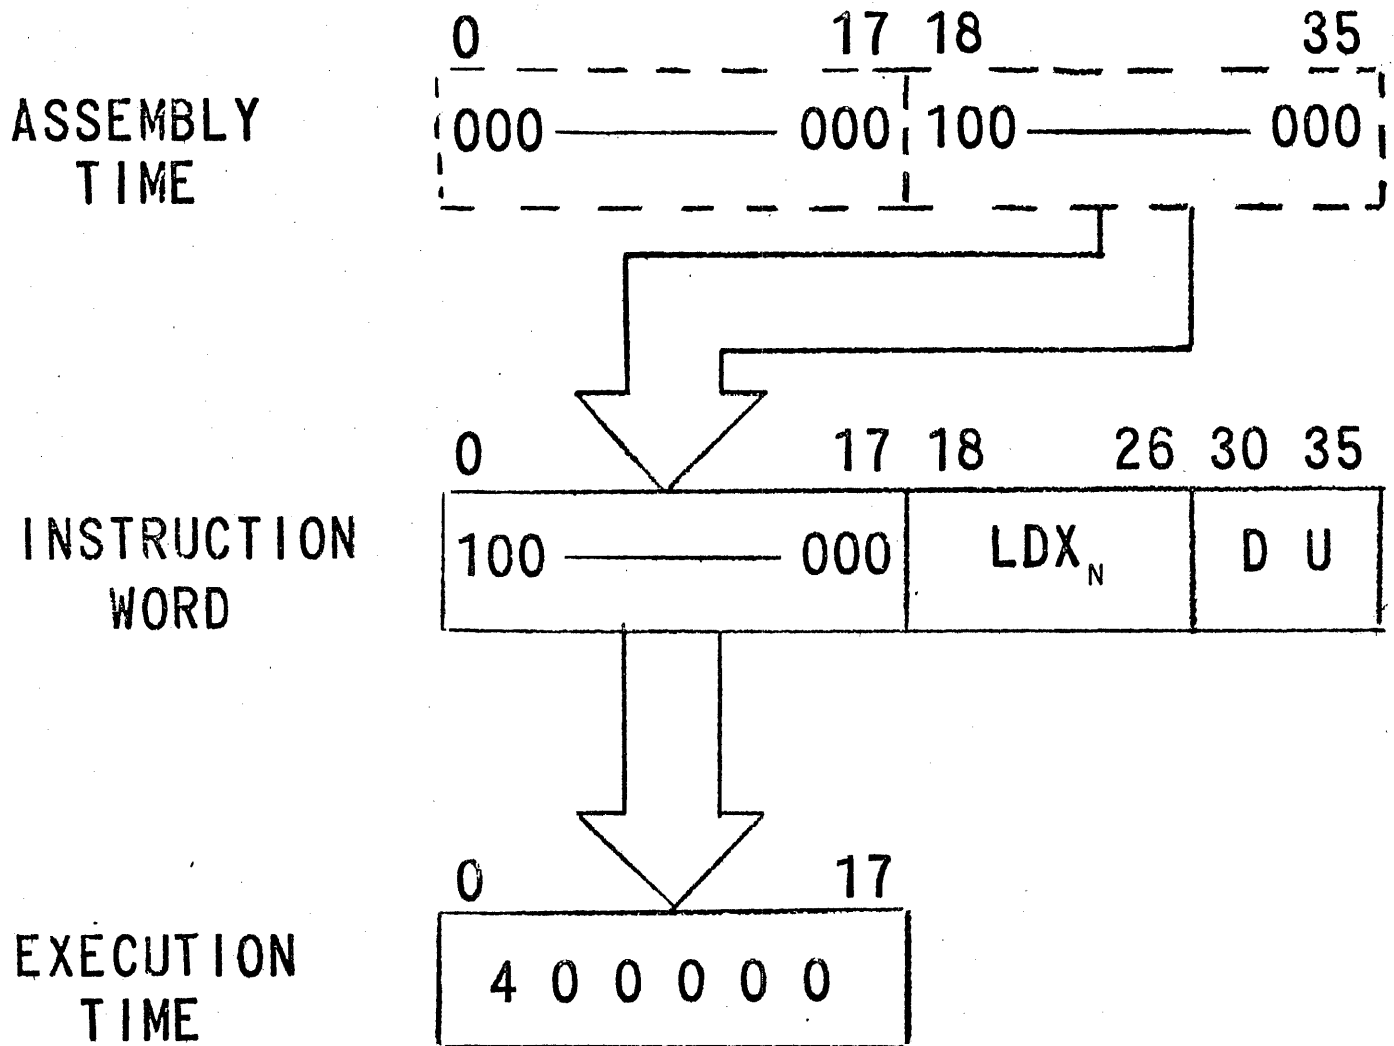 0 17 18 35
ASSEMBLY
TIME
000 000 100 000
0 17 18 26 30 35
INSTRUCTION
WORD
100 000 LDXN D U
0 17
EXECUTION
TIME
4 0 0 0 0 0